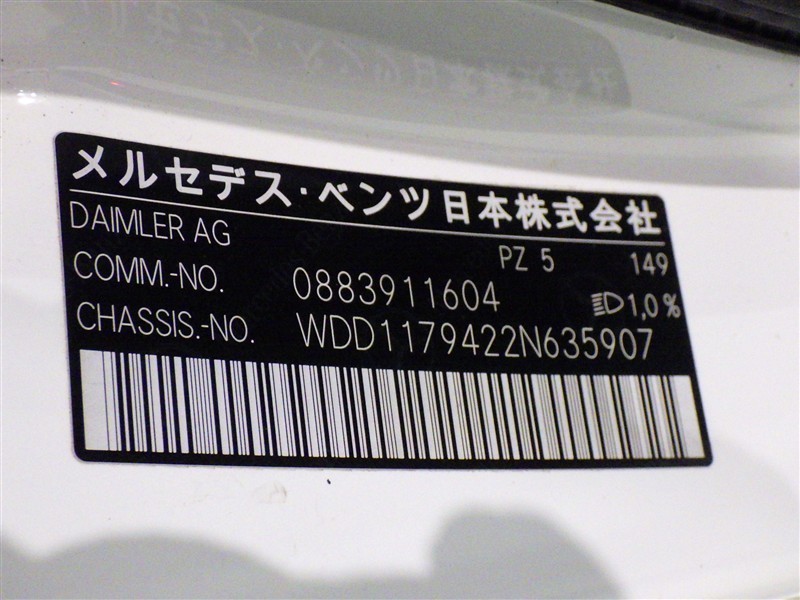 メルセデス・ベンツ日本株式会社
DAIMLER AG
PZ 5 149
COMM.-NO. 0883911604
1,0%
CHASSIS.-NO. WDD1179422N635907